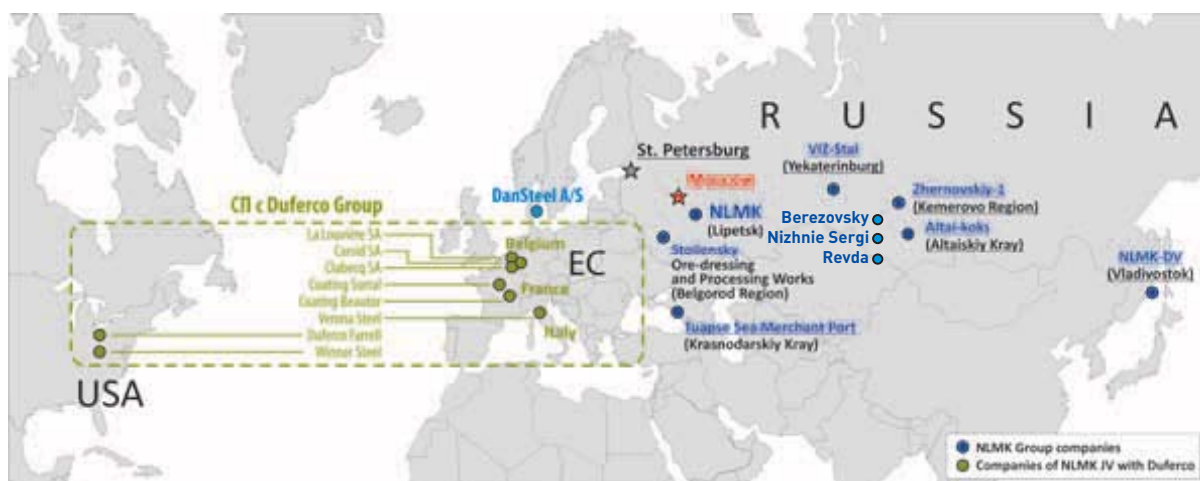 R U S S I A
St. Petersburg
VIZ-Stal
(Yekaterinburg)
Moscow
Zhernovskiy-1
(Kemerovo Region)
DanSteel A/S
NLMK
(Lipetsk)
СП с Duferco Group
Berezovsky
Nizhnie Sergi
Revda
Altai-koks
(Altaiskiy Kray)
La Louvière SA
Carsid SA
Clabecq SA
Coating Sorral
Coating Beautor
Verona Steel
Duferco Farrell
Winner Steel
Belgium
EC
France
Italy
Stoilensky
Ore-dressing
and Processing Works
(Belgorod Region)
NLMK-DV
(Vladivostok)
Tuapse Sea Merchant Port
(Krasnodarskiy Kray)
USA
NLMK Group companies
Companies of NLMK JV with Duferco